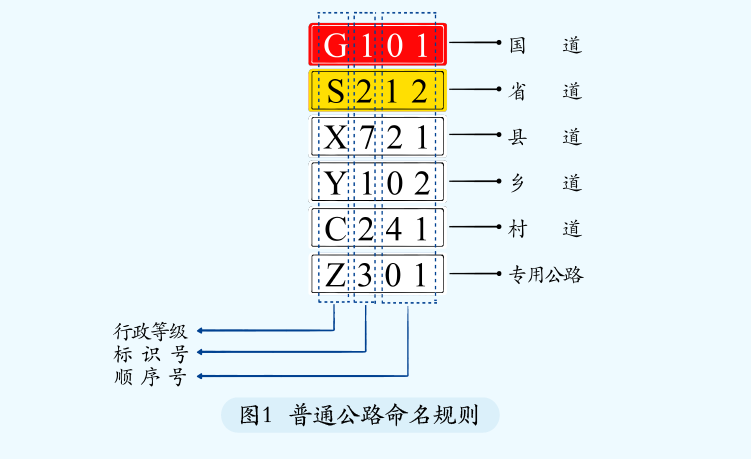 G101 国 道
S212 省 道
X721 县 道
Y102 乡 道
C241 村 道
Z301 专用公路
行政等级
标识号
顺序号
图1 普通公路命名规则